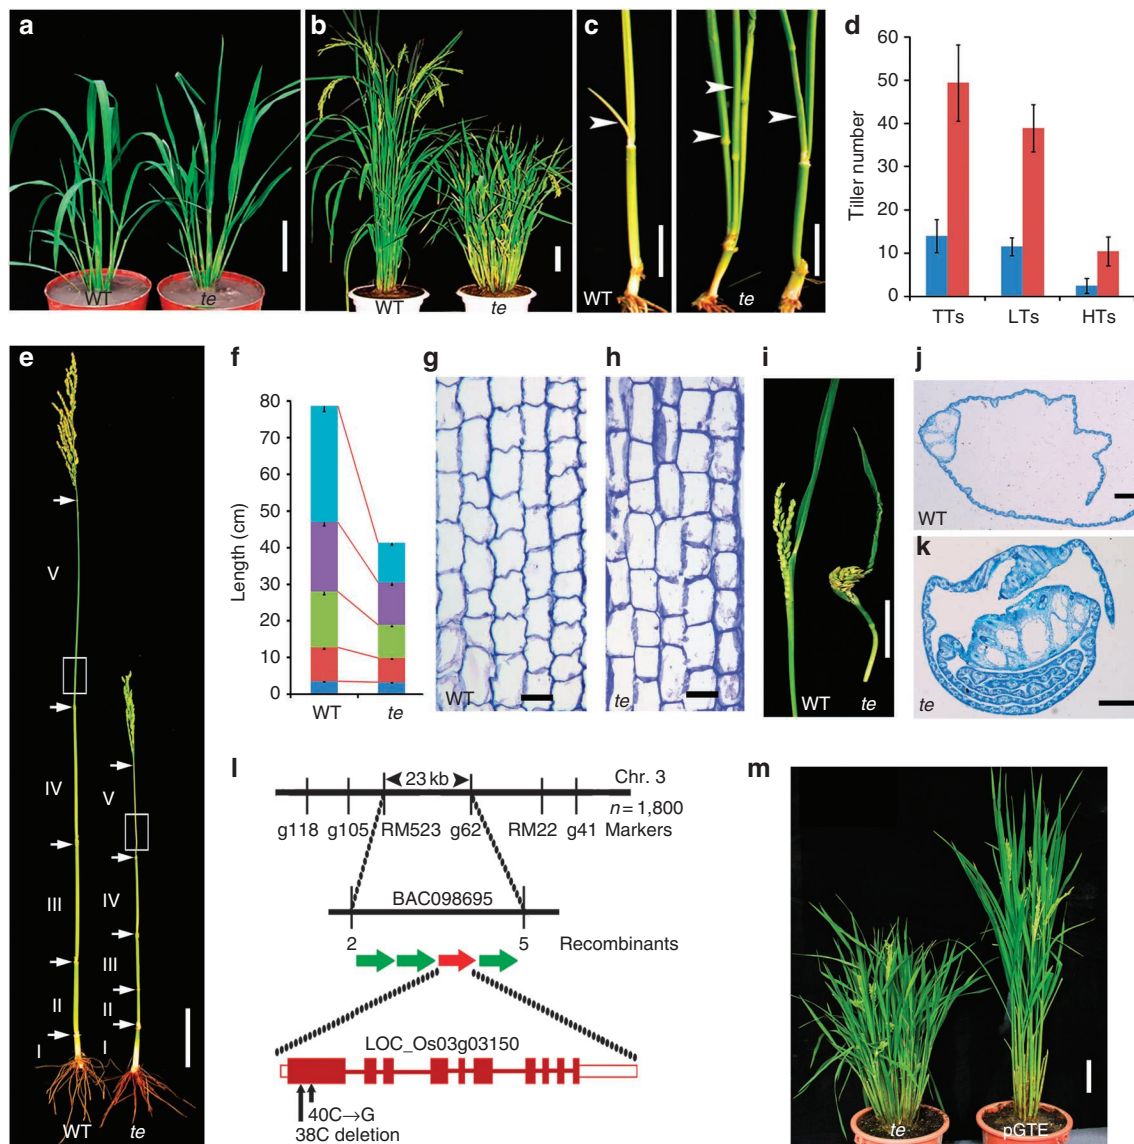 a
WT
te
b
WT
te
c
WT
te
d
Tiller number
60
50
40
30
20
10
0
TTs
LTs
HTs
e
V
IV
III
II
I
V
IV
III
II
I
WT
te
f
Length (cm)
80
70
60
50
40
30
20
10
0
WT
te
g
WT
h
te
i
WT
te
j
WT
k
te
l
23 kb
Chr. 3
n = 1,800
g118 g105 RM523 g62 RM22 g41 Markers
BAC098695
2 5 Recombinants
LOC_Os03g03150
40C→G
38C deletion
m
te
pGTE